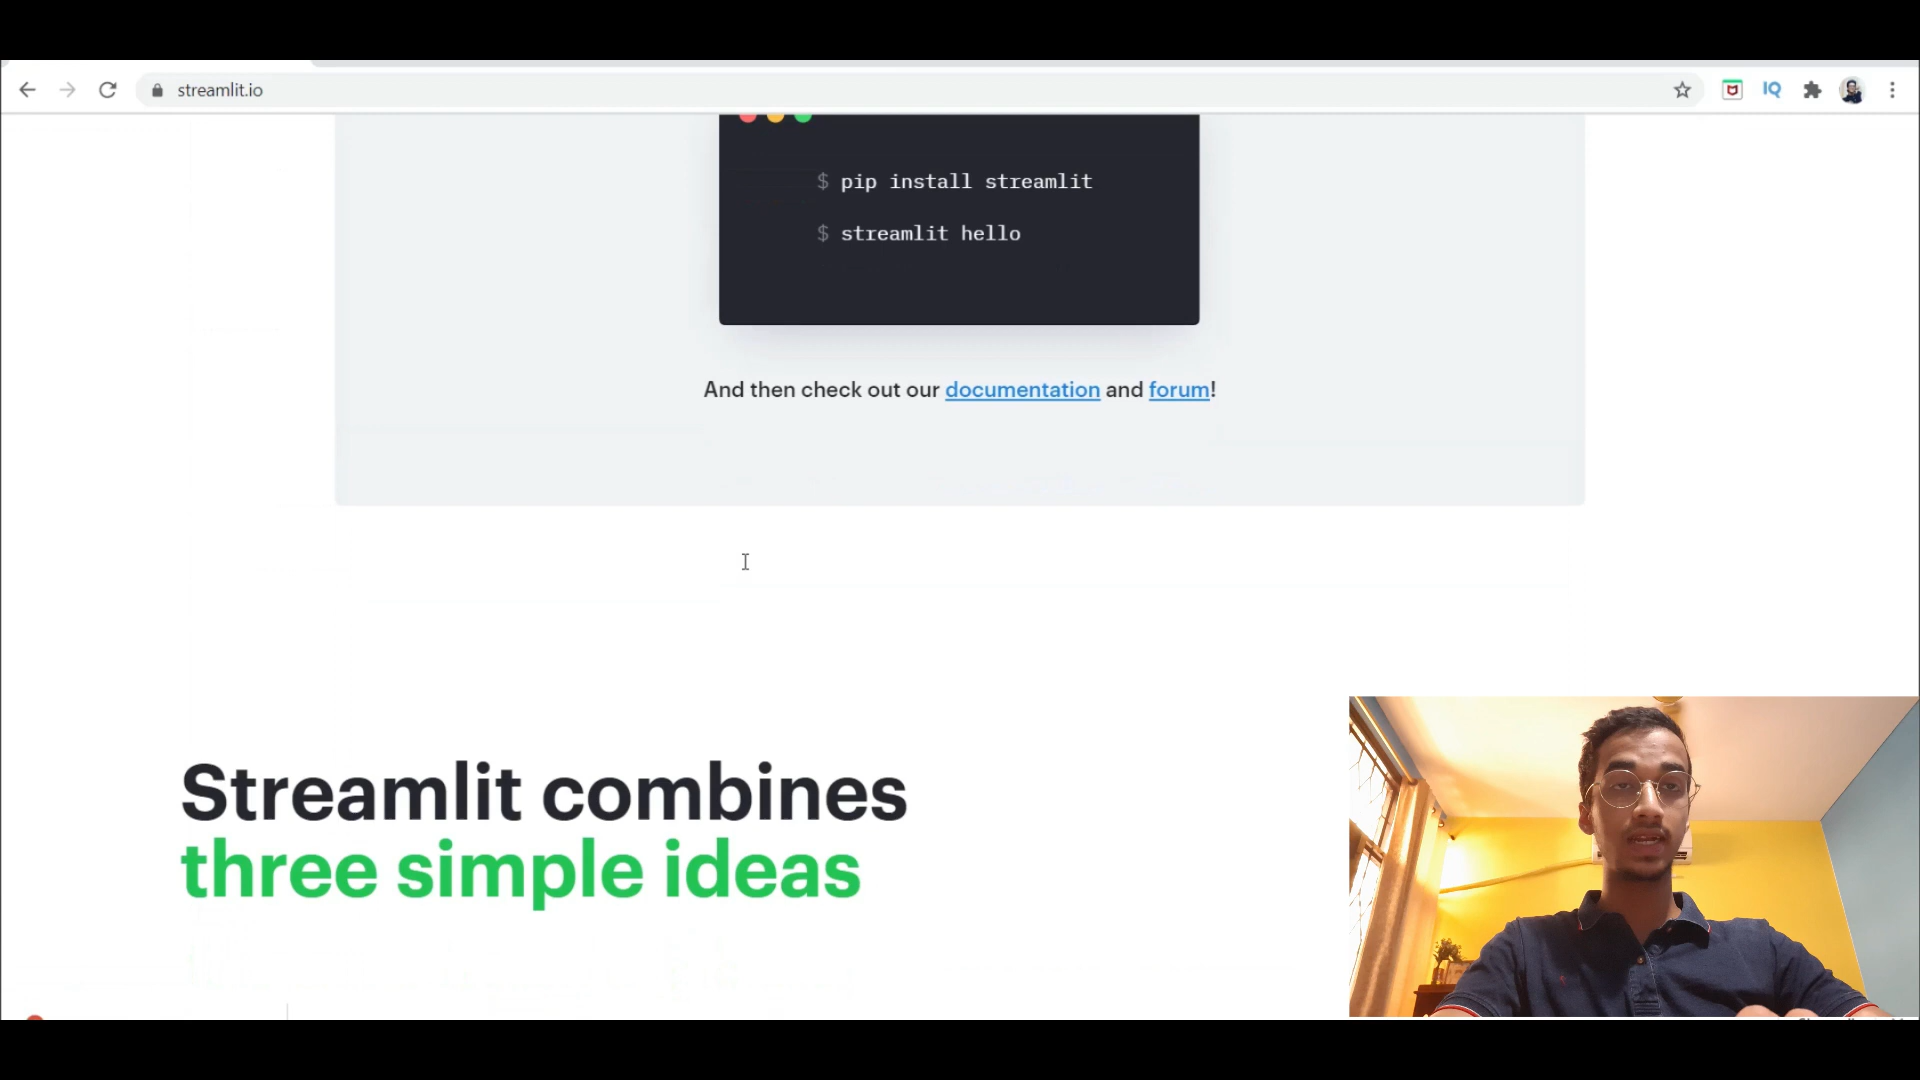 streamlit.io
IQ
$ pip install streamlit
$ streamlit hello
And then check out our documentation and forum!
Streamlit combines
three simple ideas